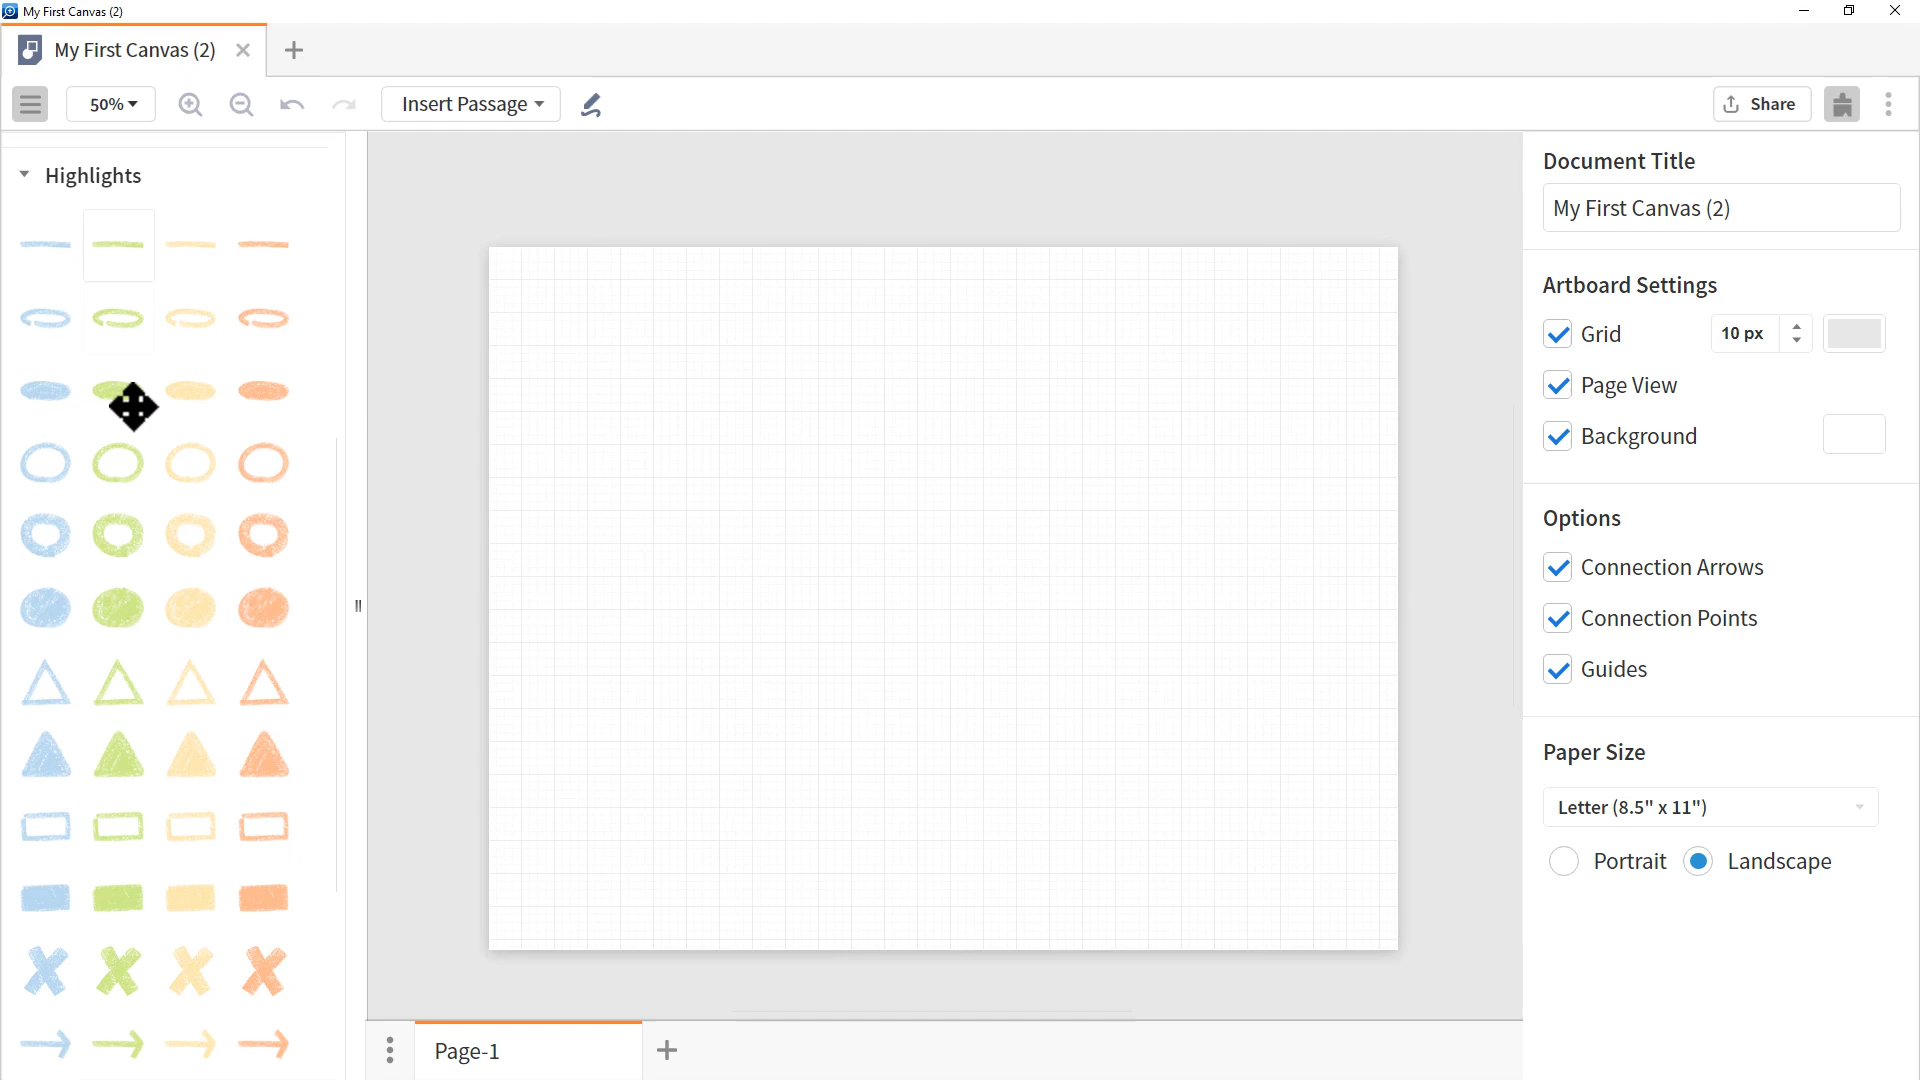 My First Canvas (2)
My First Canvas (2)
50%
Insert Passage
Share
Highlights
Document Title
My First Canvas (2)
Artboard Settings
Grid
10 px
Page View
Background
Options
Connection Arrows
Connection Points
Guides
Paper Size
Letter (8.5" x 11")
Portrait
Landscape
Page-1